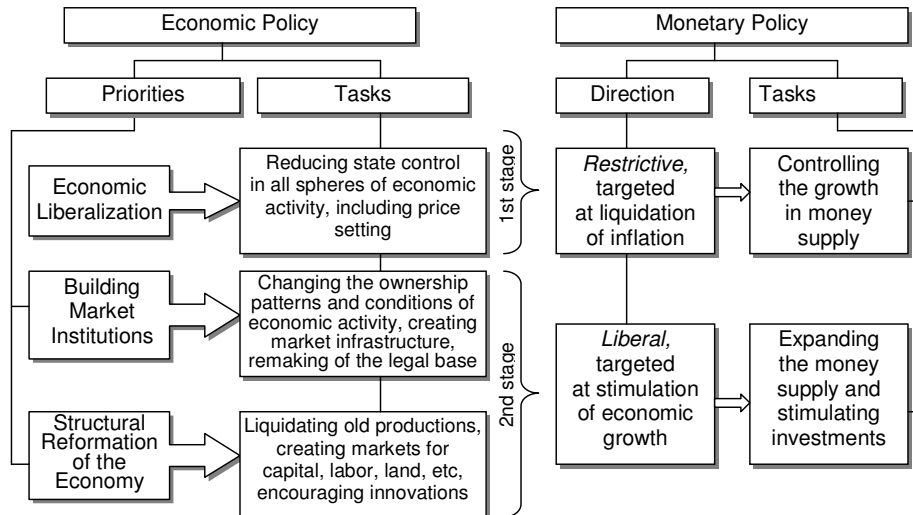 Economic Policy
Monetary Policy
Priorities
Tasks
Direction
Tasks
Economic
Liberalization
Reducing state control
in all spheres of economic
activity, including price
setting
1st stage
Restrictive,
targeted
at liquidation
of inflation
Controlling
the growth
in money
supply
Building
Market
Institutions
Changing the ownership
patterns and conditions of
economic activity, creating
market infrastructure,
remaking of the legal base
2nd stage
Liberal,
targeted
at stimulation
of economic
growth
Expanding
the money
supply and
stimulating
investments
Structural
Reformation
of the
Economy
Liquidating old productions,
creating markets for
capital, labor, land, etc,
encouraging innovations